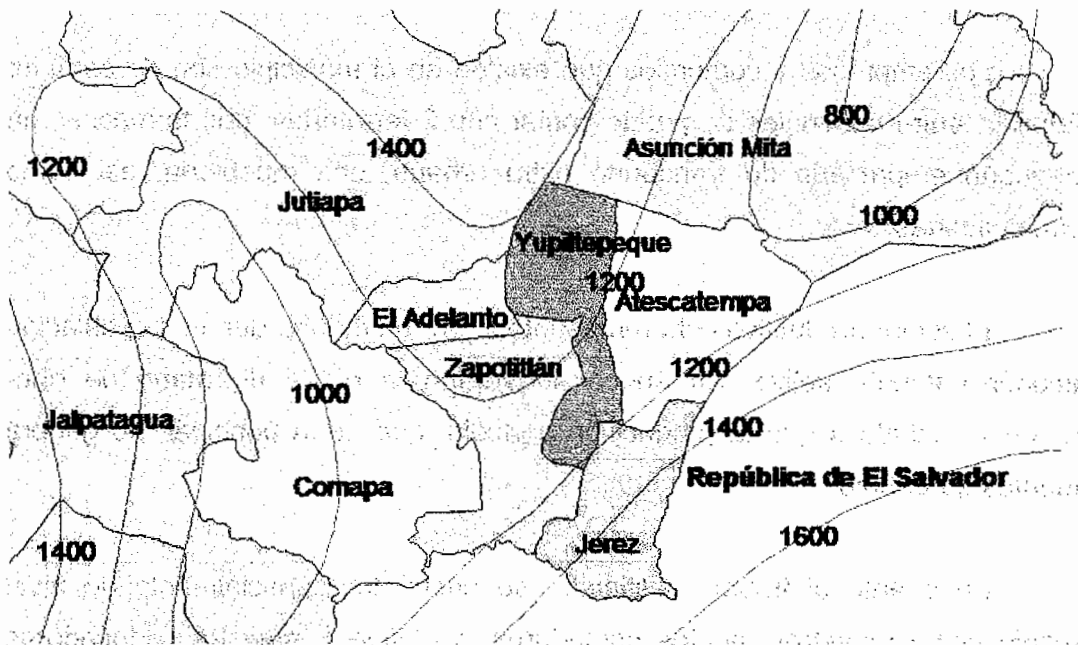 800
1400
Asunción Mita
1200
Jutiapa
1000
Yupiltepeque
1200
Atescatempa
El Adelanto
Zapotitlán
1200
1000
Jalpatagua
1400
República de El Salvador
Comapa
1400
Jerez
1600